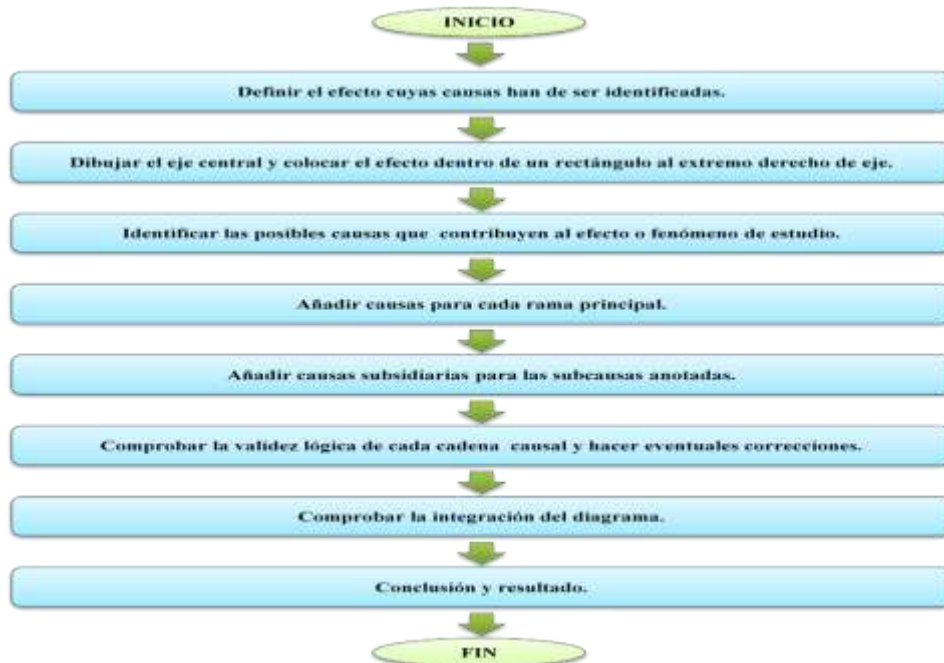 INICIO
Definir el efecto cuyas causas han de ser identificadas.
Dibujar el eje central y colocar el efecto dentro de un rectángulo al extremo derecho de eje.
Identificar las posibles causas que contribuyen al efecto o fenómeno de estudio.
Añadir causas para cada rama principal.
Añadir causas subsidiarias para las subcausas anotadas.
Comprobar la validez lógica de cada cadena causal y hacer eventuales correcciones.
Comprobar la integración del diagrama.
Conclusión y resultado.
FIN